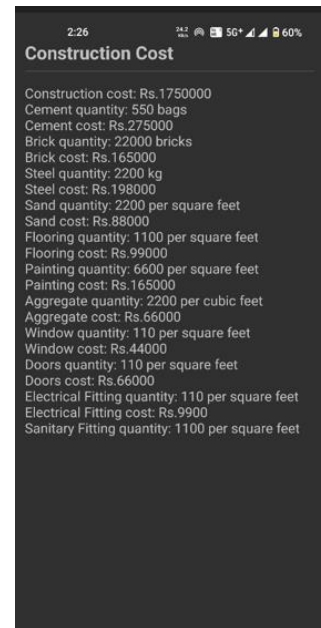 2:26 24.2 5G+ 60%
Construction Cost
Construction cost: Rs.1750000
Cement quantity: 550 bags
Cement cost: Rs.275000
Brick quantity: 22000 bricks
Brick cost: Rs.165000
Steel quantity: 2200 kg
Steel cost: Rs.198000
Sand quantity: 2200 per square feet
Sand cost: Rs.88000
Flooring quantity: 1100 per square feet
Flooring cost: Rs.99000
Painting quantity: 6600 per square feet
Painting cost: Rs.165000
Aggregate quantity: 2200 per cubic feet
Aggregate cost: Rs.66000
Window quantity: 110 per square feet
Window cost: Rs.44000
Doors quantity: 110 per square feet
Doors cost: Rs.66000
Electrical Fitting quantity: 110 per square feet
Electrical Fitting cost: Rs.9900
Sanitary Fitting quantity: 1100 per square feet